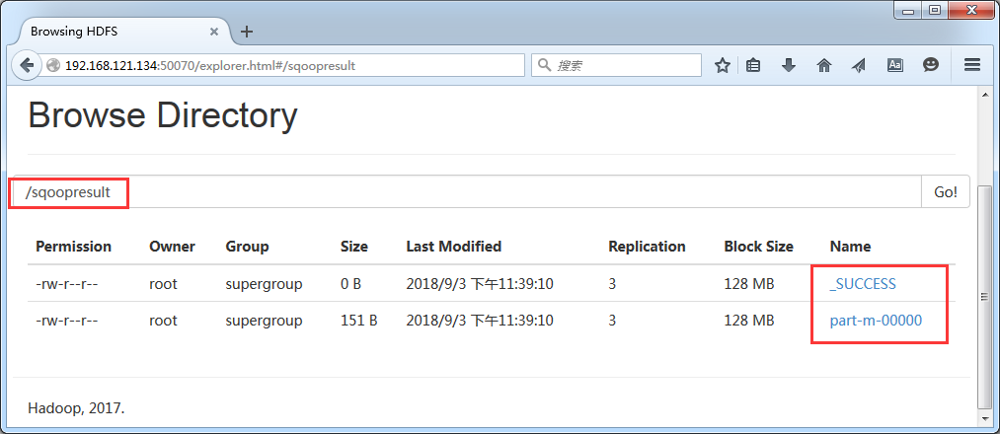 Browsing HDFS
192.168.121.134:50070/explorer.html#/sqoopresult
搜索
Browse Directory
/sqoopresult Go!
Permission Owner Group Size Last Modified Replication Block Size Name
-rw-r--r-- root supergroup 0 B 2018/9/3 下午11:39:10 3 128 MB _SUCCESS
-rw-r--r-- root supergroup 151 B 2018/9/3 下午11:39:10 3 128 MB part-m-00000
Hadoop, 2017.